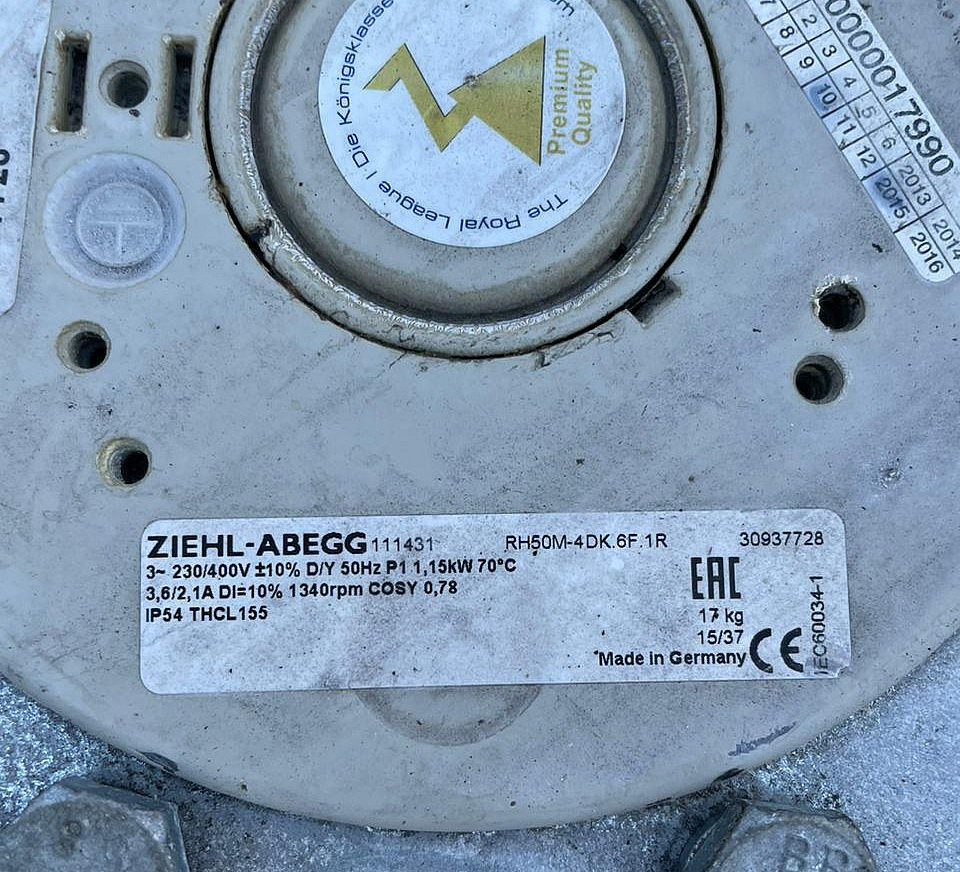 Die Königsklasse
The Royal League
Premium
Quality
000017990
7 8 9 10 11 12 2015 2016
2 3 4 5 6 2013 2014
ZIEHL-ABEGG 111431 RH50M-4DK.6F.1R 30937728
3~ 230/400V ±10% D/Y 50Hz P1 1,15kW 70°C
3,6/2,1A DI=10% 1340rpm COSY 0,78
IP54 THCL155
EAC
17 kg
15/37
Made in Germany CE
IEC60034-1